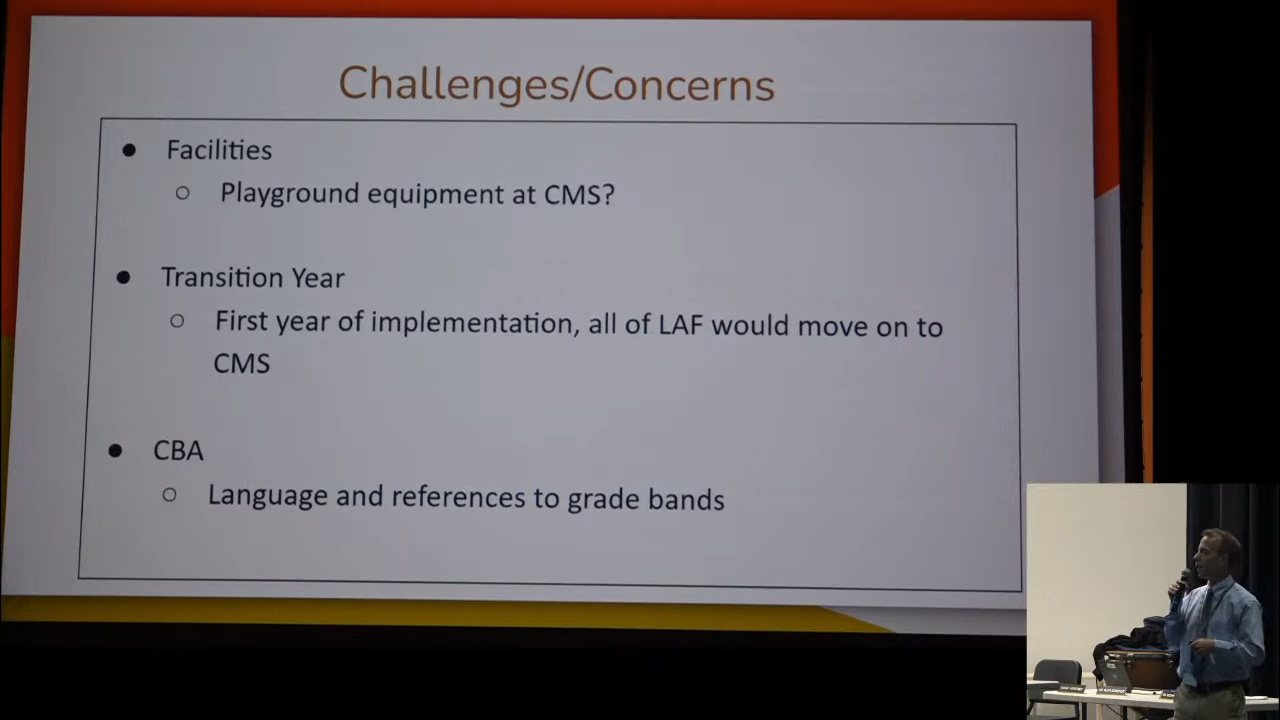 Challenges/Concerns
● Facilities
○ Playground equipment at CMS?
● Transition Year
○ First year of implementation, all of LAF would move on to
CMS
● CBA
○ Language and references to grade bands